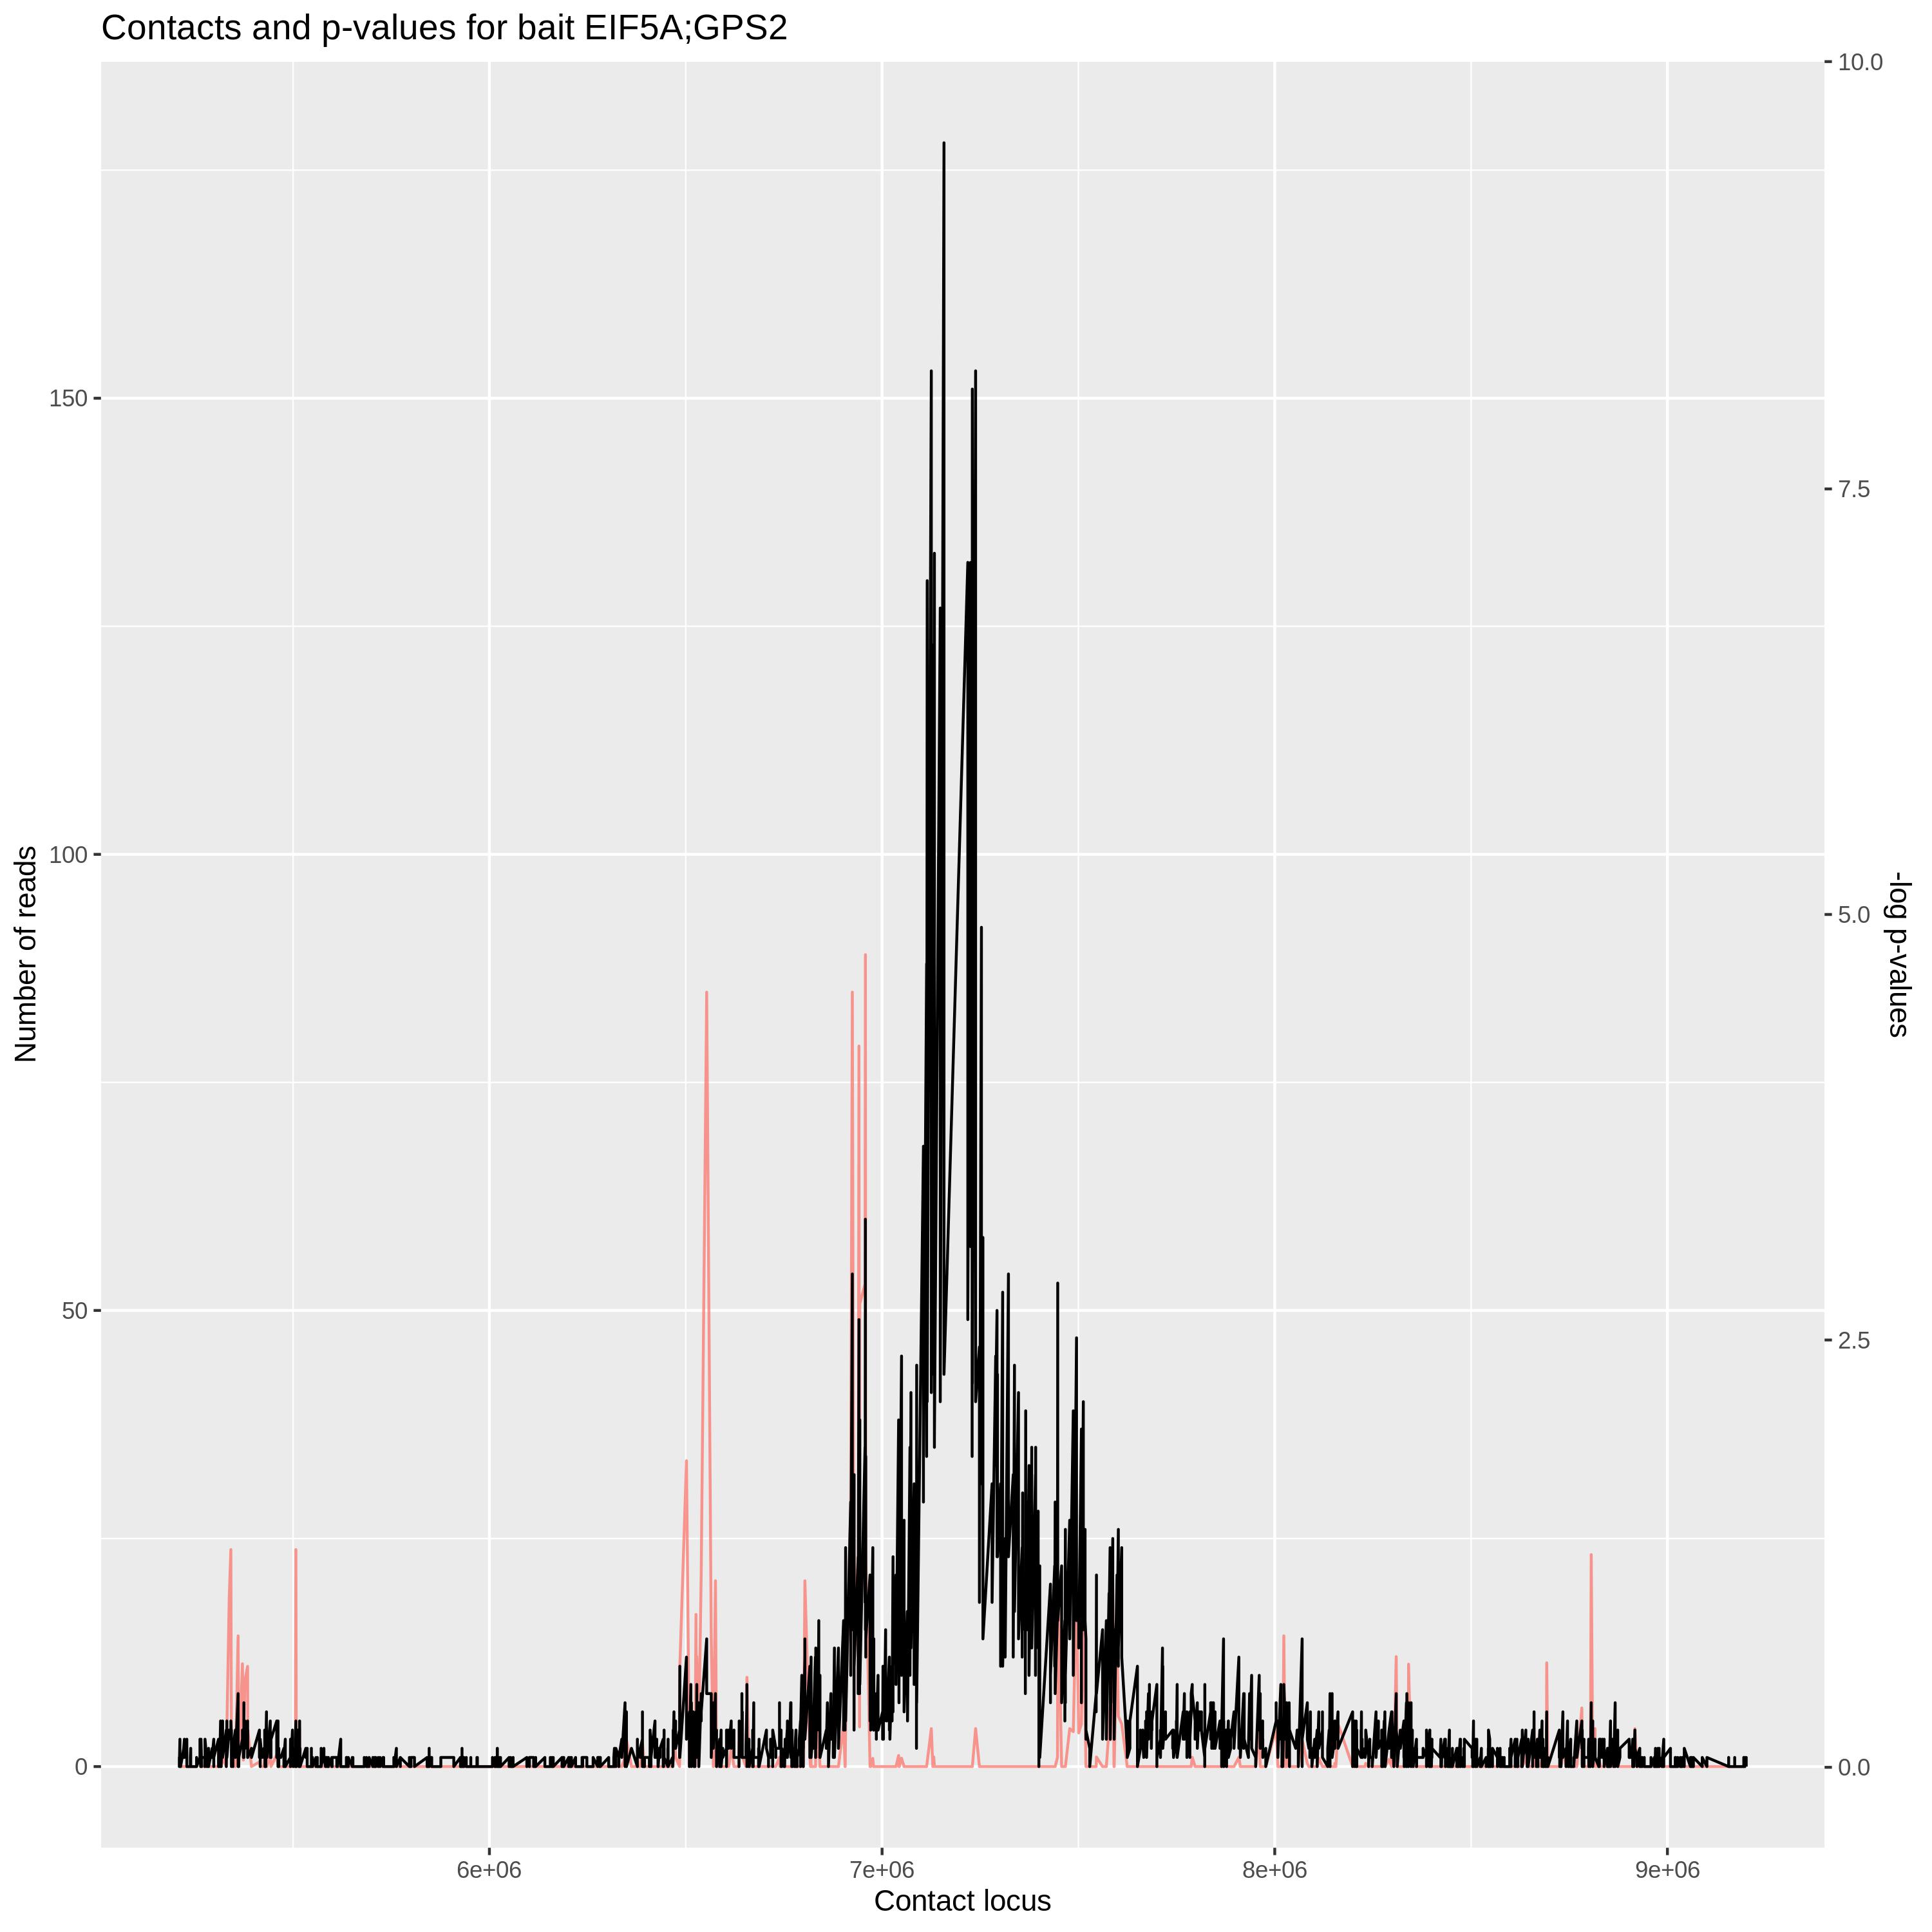 Contacts and p-values for bait EIF5A;GPS2
Number of reads
150
100
50
0
10.0
7.5
5.0
2.5
0.0
-log p-values
6e+06
7e+06
8e+06
9e+06
Contact locus